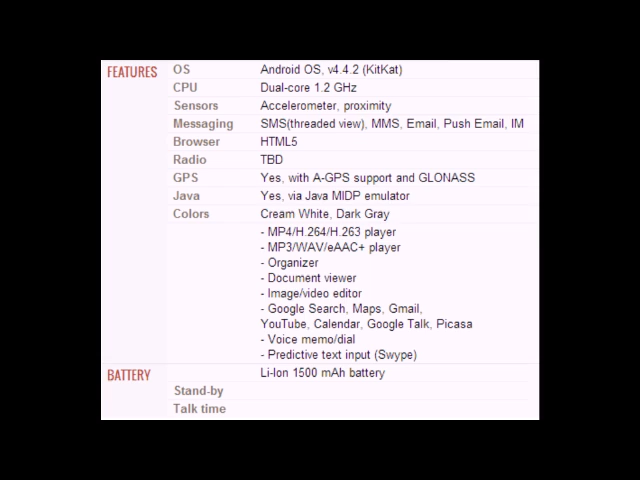 FEATURES OS Android OS, v4.4.2 (KitKat)
CPU Dual-core 1.2 GHz
Sensors Accelerometer, proximity
Messaging SMS(threaded view), MMS, Email, Push Email, IM
Browser HTML5
Radio TBD
GPS Yes, with A-GPS support and GLONASS
Java Yes, via Java MIDP emulator
Colors Cream White, Dark Gray
- MP4/H.264/H.263 player
- MP3/WAV/eAAC+ player
- Organizer
- Document viewer
- Image/video editor
- Google Search, Maps, Gmail,
YouTube, Calendar, Google Talk, Picasa
- Voice memo/dial
- Predictive text input (Swype)
BATTERY Li-Ion 1500 mAh battery
Stand-by
Talk time